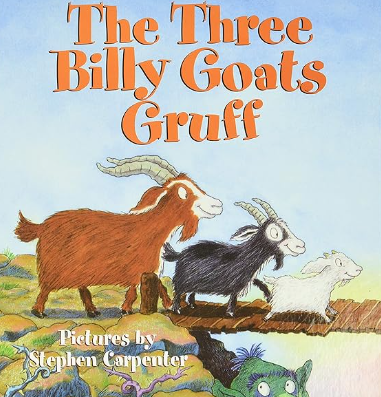 The Three
Billy Goats
Gruff
Pictures by
Stephen Carpenter